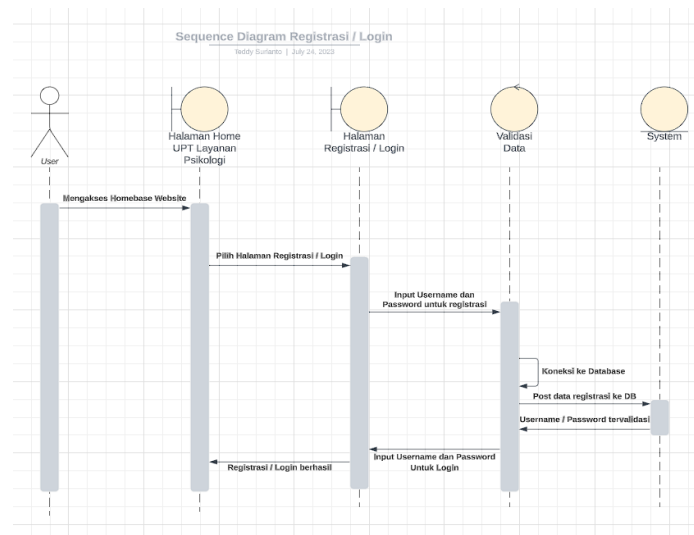 Sequence Diagram Registrasi / Login
Teddy Surianto | July 24, 2023
User
Halaman Home
UPT Layanan
Psikologi
Halaman
Registrasi / Login
Validasi
Data
System
Mengakses Homebase Website
Pilih Halaman Registrasi / Login
Input Username dan
Password untuk registrasi
Koneksi ke Database
Post data registrasi ke DB
Username / Password tervalidasi
Input Username dan Password
Untuk Login
Registrasi / Login berhasil